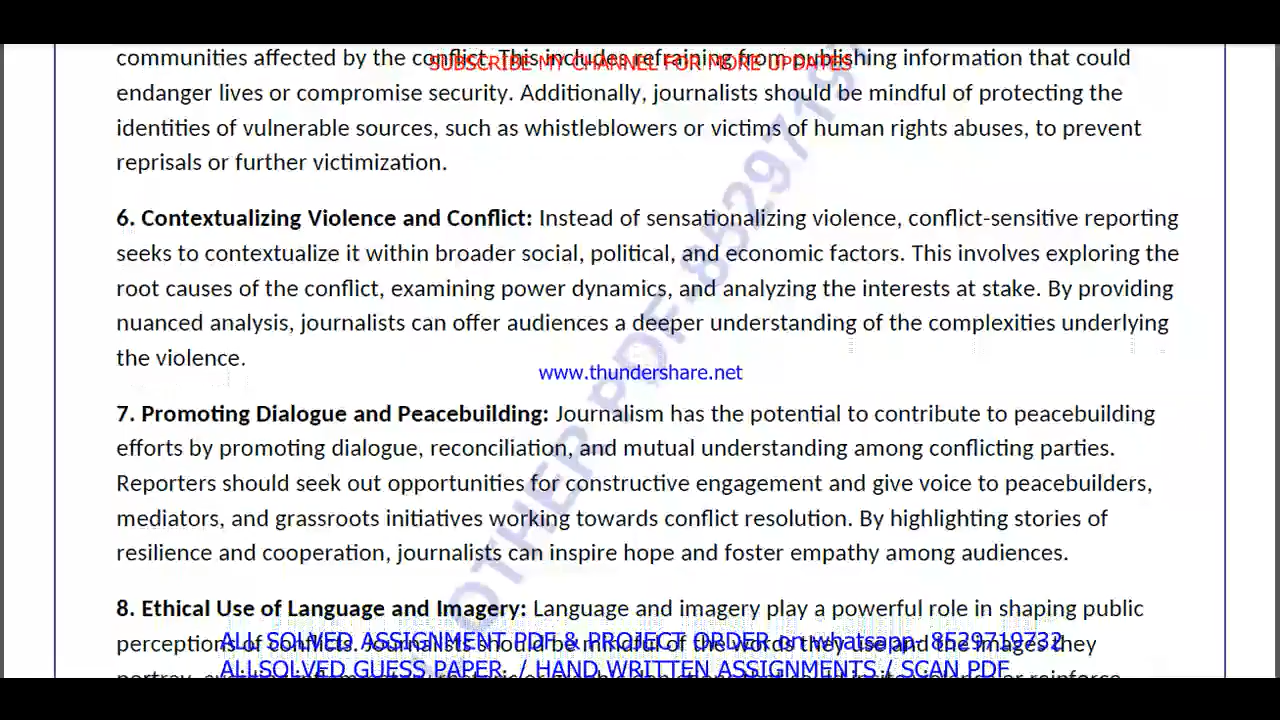 communities affected by the conflict. This includes refraining from publishing information that could
SUBSCRIBE MY CHANNEL FOR MORE UPDATES
endanger lives or compromise security. Additionally, journalists should be mindful of protecting the
identities of vulnerable sources, such as whistleblowers or victims of human rights abuses, to prevent
reprisals or further victimization.
6. Contextualizing Violence and Conflict: Instead of sensationalizing violence, conflict-sensitive reporting
seeks to contextualize it within broader social, political, and economic factors. This involves exploring the
root causes of the conflict, examining power dynamics, and analyzing the interests at stake. By providing
nuanced analysis, journalists can offer audiences a deeper understanding of the complexities underlying
the violence.
www.thundershare.net
7. Promoting Dialogue and Peacebuilding: Journalism has the potential to contribute to peacebuilding
efforts by promoting dialogue, reconciliation, and mutual understanding among conflicting parties.
Reporters should seek out opportunities for constructive engagement and give voice to peacebuilders,
mediators, and grassroots initiatives working towards conflict resolution. By highlighting stories of
resilience and cooperation, journalists can inspire hope and foster empathy among audiences.
8. Ethical Use of Language and Imagery: Language and imagery play a powerful role in shaping public
perceptions of conflicts. Journalists should be mindful of the words they use and the images they
ALL SOLVED ASSIGNMENT PDF & PROJECT ORDER on whatsapp- 8529719732
ALLSOLVED GUESS PAPER / HAND WRITTEN ASSIGNMENTS / SCAN PDF
OTHER PDF-8529719